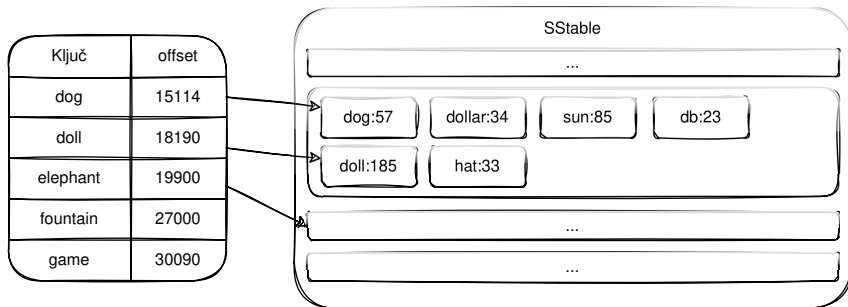 Ključ offset
dog 15114
doll 18190
elephant 19900
fountain 27000
game 30090
SStable
...
dog:57 dollar:34 sun:85 db:23
doll:185 hat:33
...
...